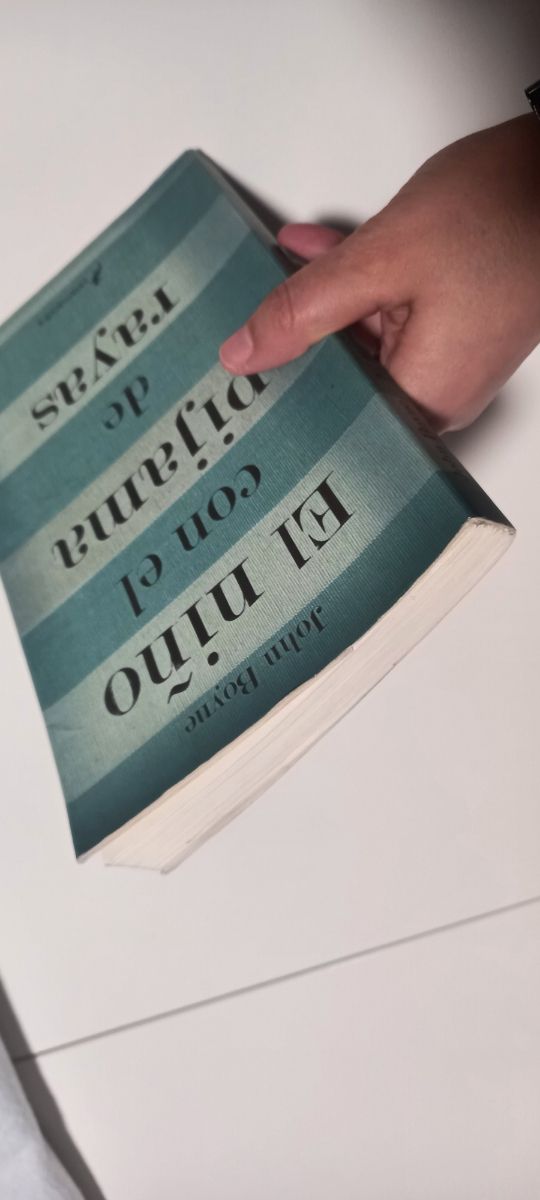 John Boyne
El niño
con el
pijama
de
rayas